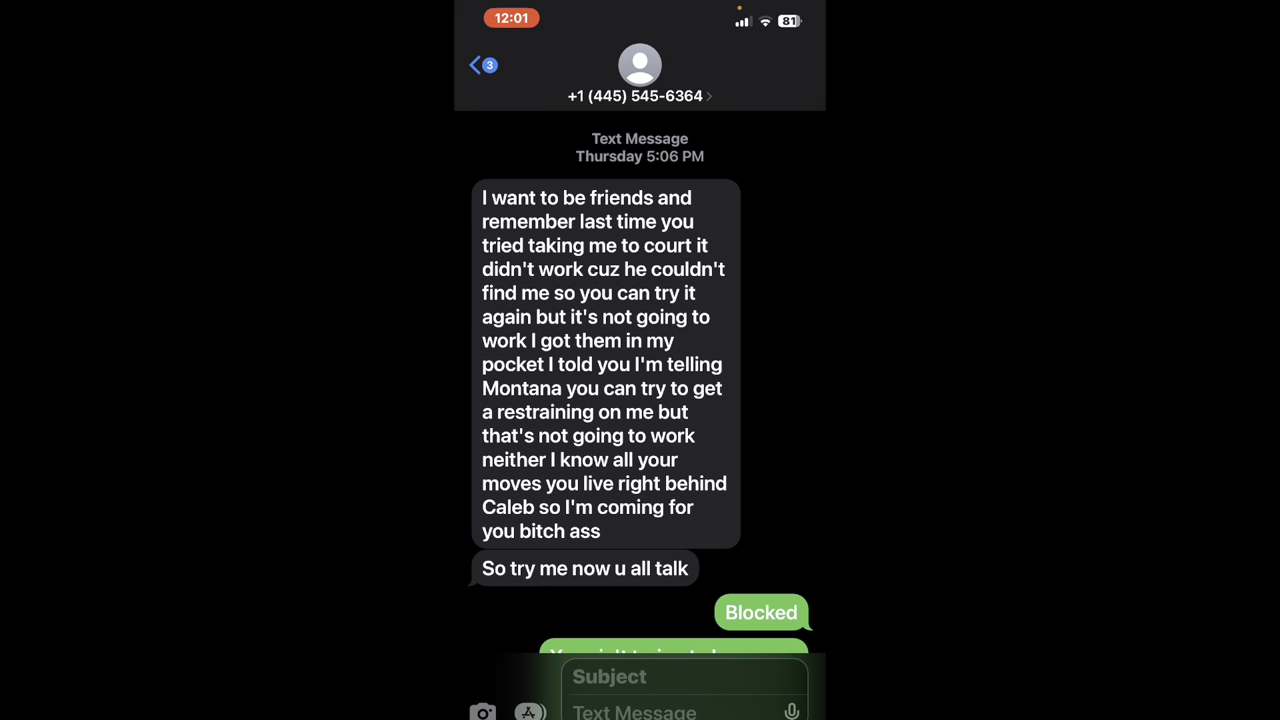 12:01
81
3
+1 (445) 545-6364
Text Message
Thursday 5:06 PM
I want to be friends and
remember last time you
tried taking me to court it
didn't work cuz he couldn't
find me so you can try it
again but it's not going to
work I got them in my
pocket I told you I'm telling
Montana you can try to get
a restraining on me but
that's not going to work
neither I know all your
moves you live right behind
Caleb so I'm coming for
you bitch ass
So try me now u all talk
Blocked
Subject
Text Message